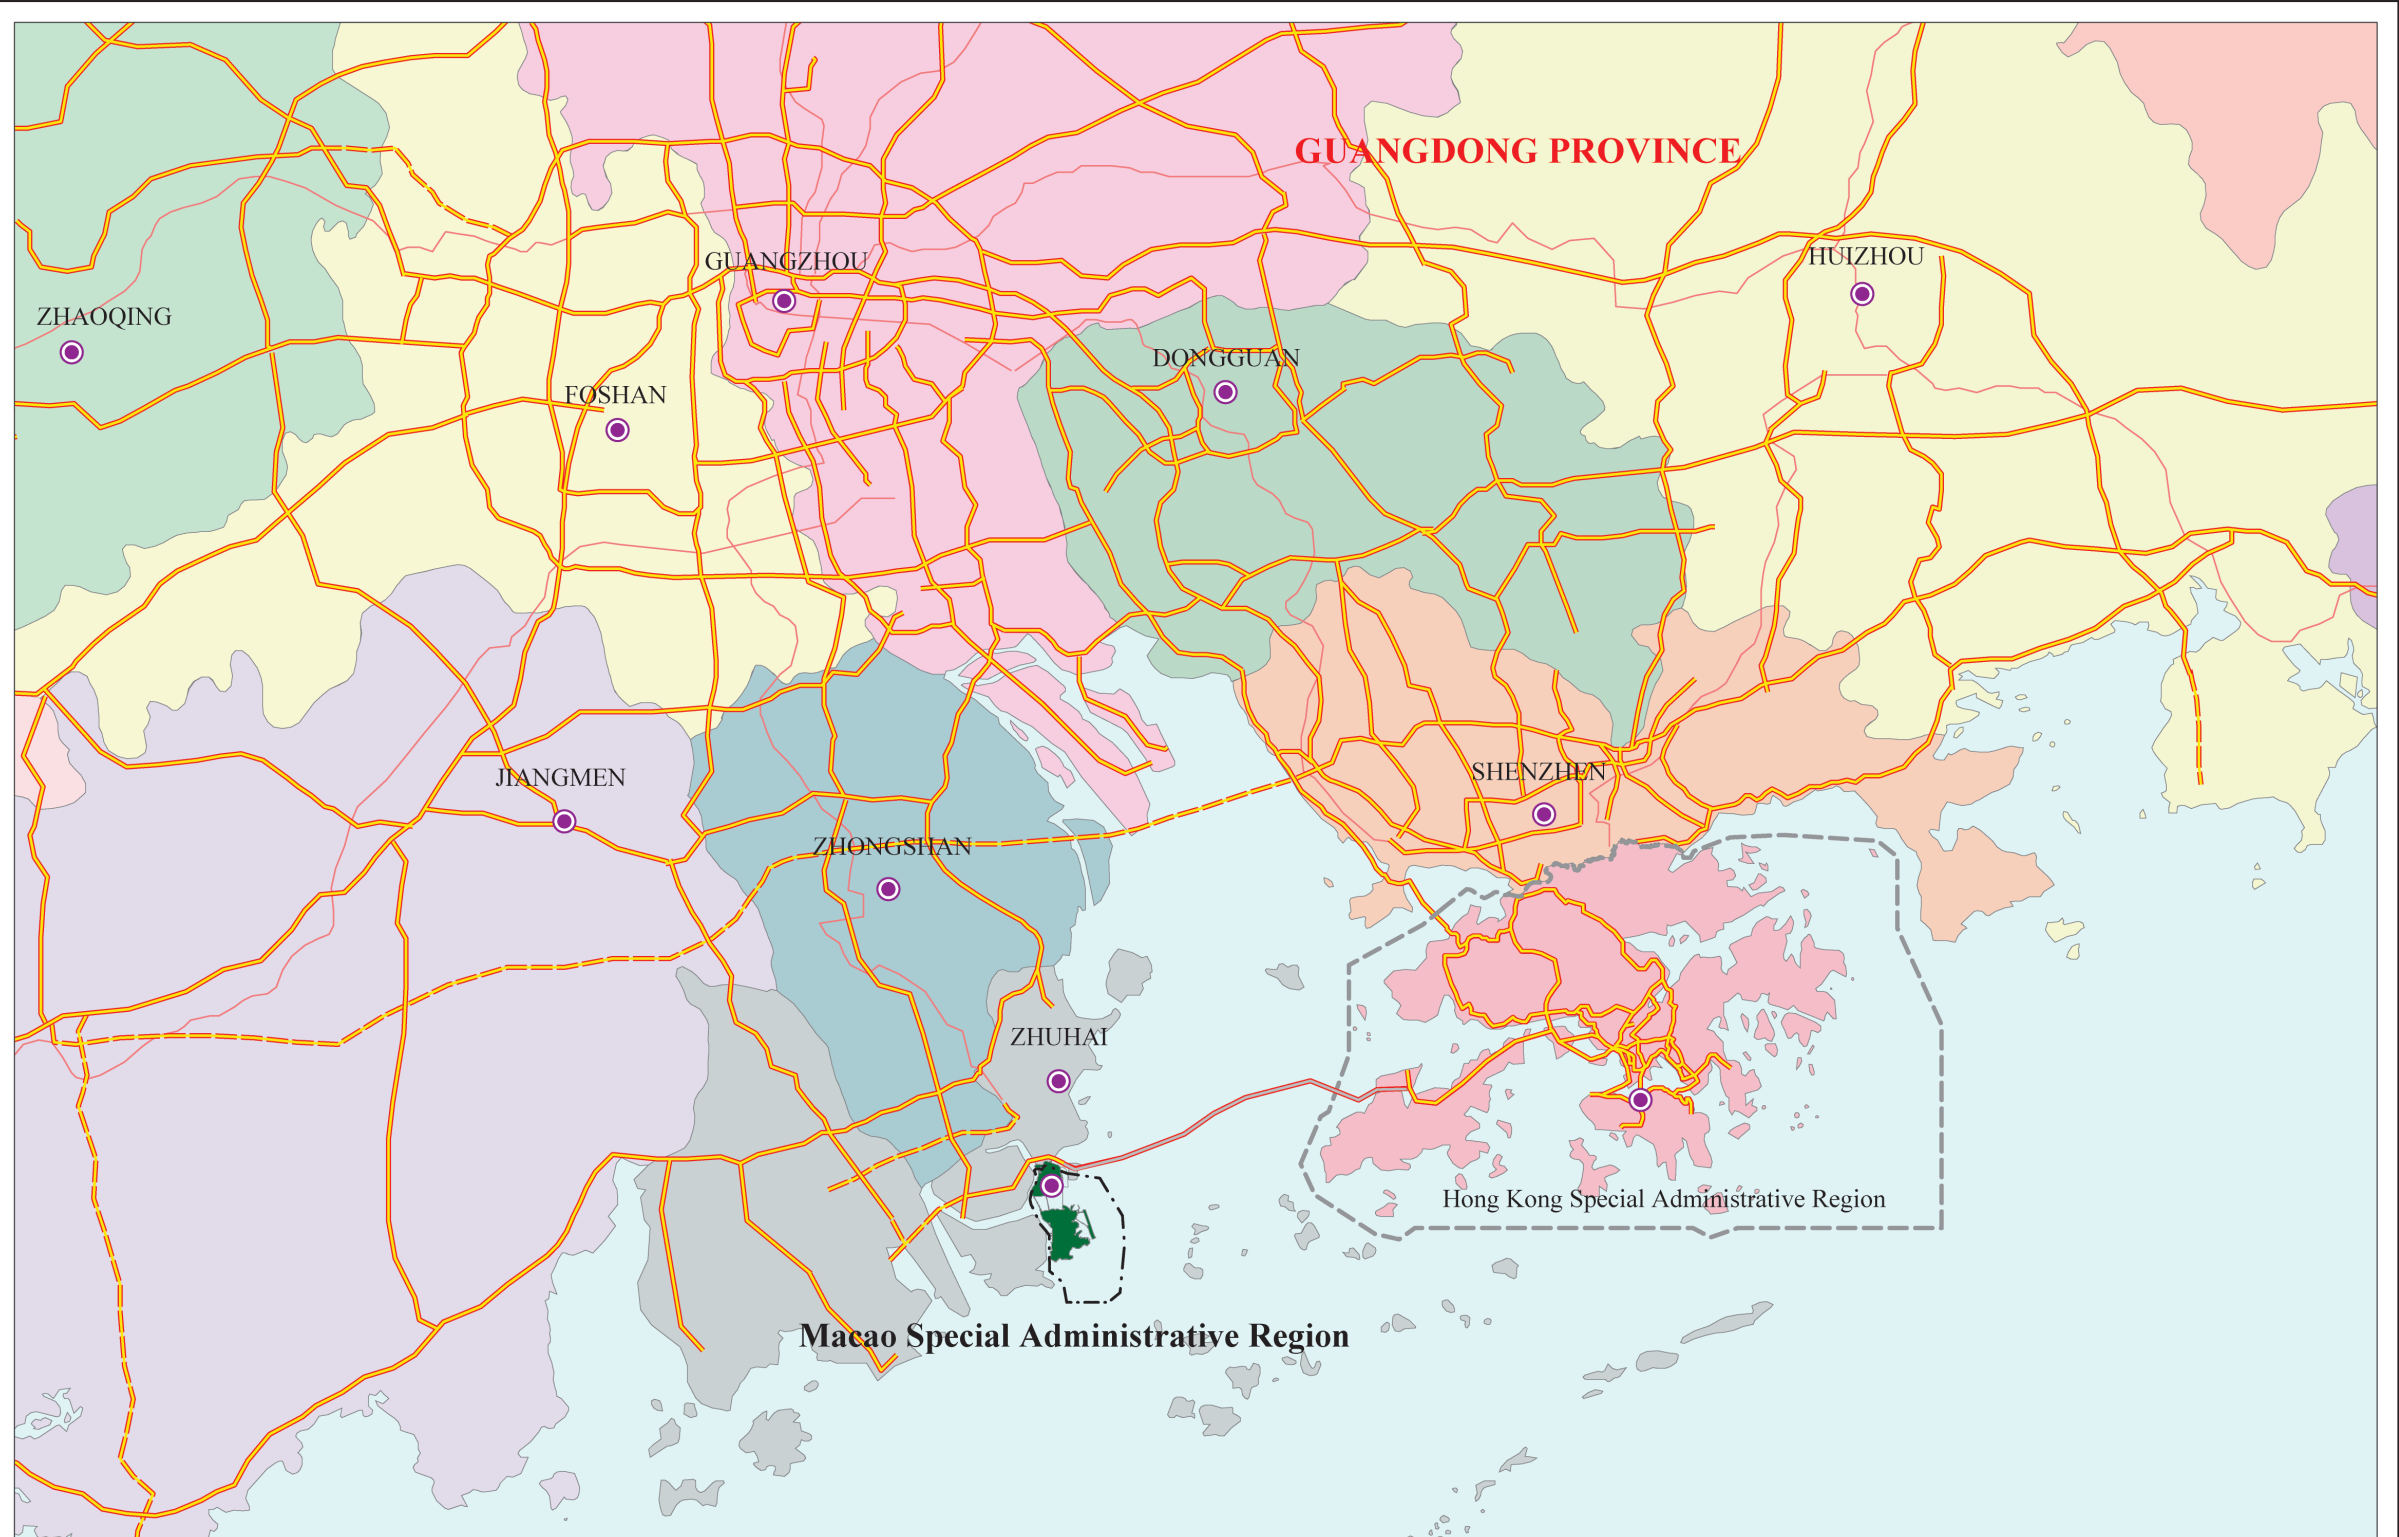 GUANGDONG PROVINCE
HUIZHOU
GUANGZHOU
ZHAOQING
DONGGUAN
FOSHAN
SHENZHEN
JIANGMEN
ZHONGSHAN
ZHUHAI
Hong Kong Special Administrative Region
Macao Special Administrative Region